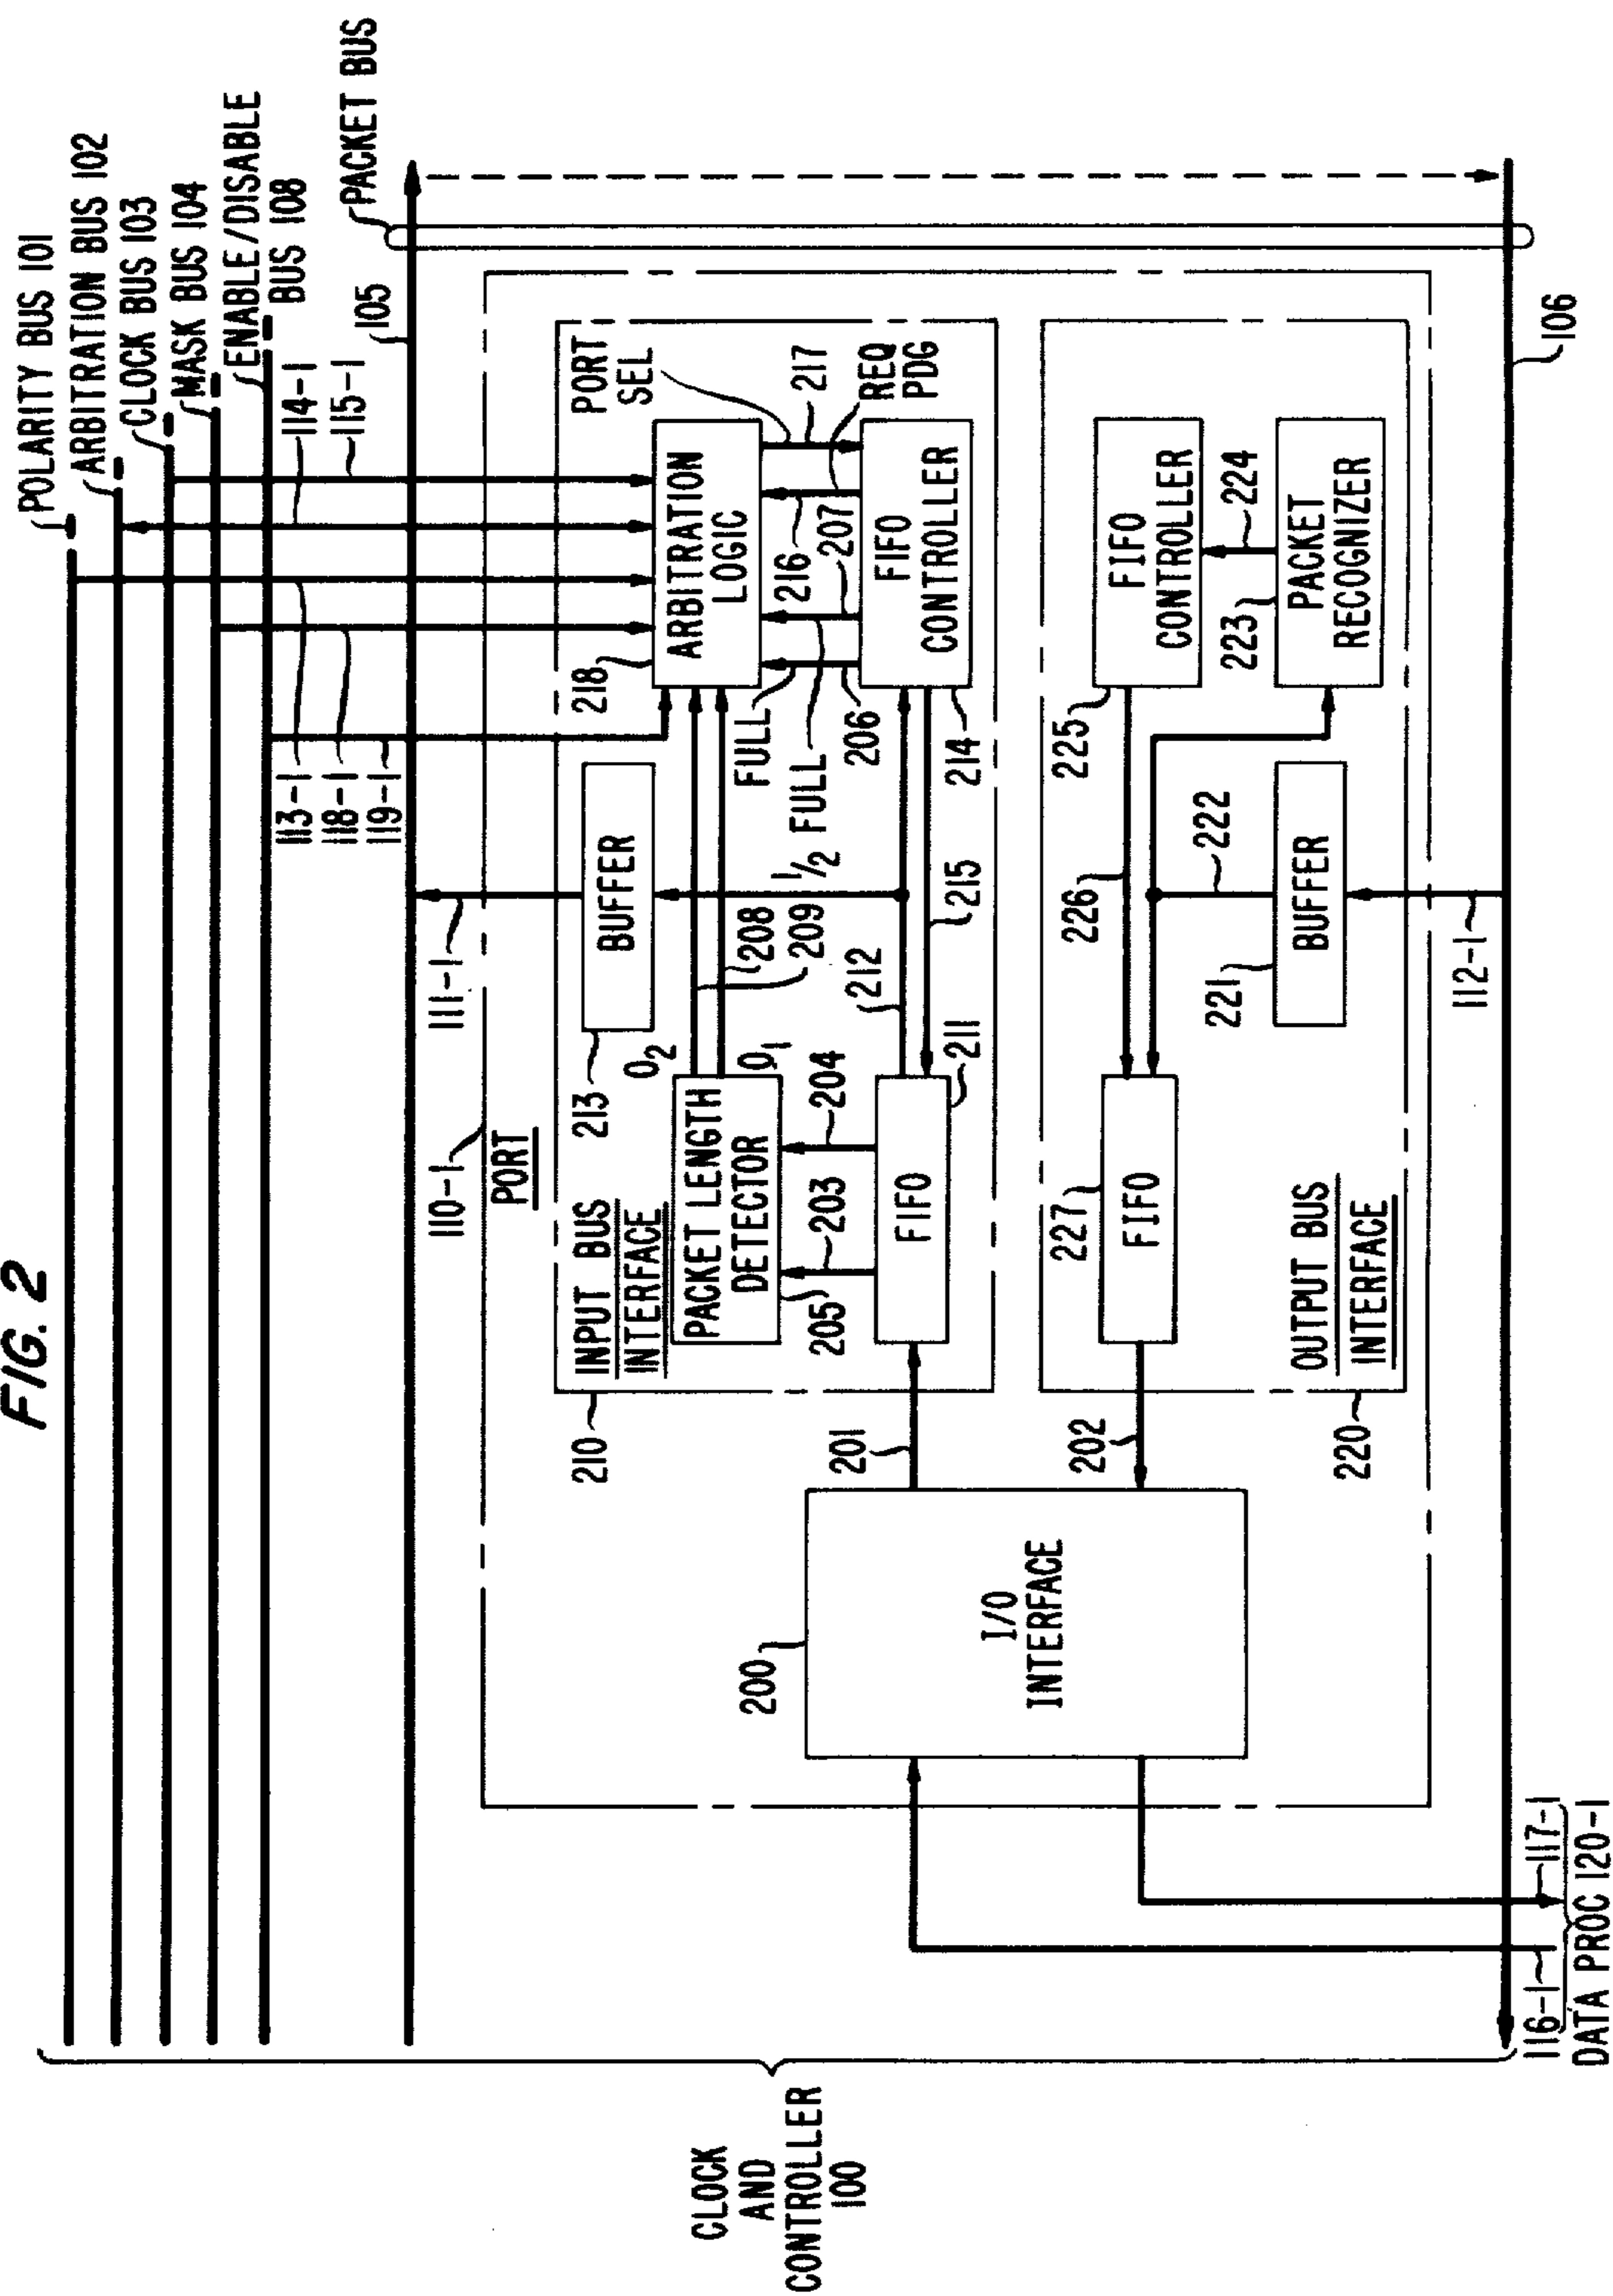 FIG. 2
POLARITY BUS 101
ARBITRATION BUS 102
CLOCK BUS 103
MASK BUS 104
ENABLE/DISABLE
BUS 108
114-1
115-1
113-1
118-1
119-1
105
PACKET BUS
111-1
110-1
PORT
INPUT BUS
INTERFACE
210
213
BUFFER
O2
O1
PACKET LENGTH
DETECTOR
205
203
204
208
209
218
ARBITRATION
LOGIC
PORT
SEL
217
REQ
PDG
216
207
FULL
1/2 FULL
206
FIFO
CONTROLLER
214
212
215
FIFO
211
201
202
200
I/O
INTERFACE
227
FIFO
226
225
FIFO
CONTROLLER
224
223
PACKET
RECOGNIZER
222
221
BUFFER
112-1
OUTPUT BUS
INTERFACE
220
106
116-1
117-1
DATA PROC 120-1
CLOCK
AND
CONTROLLER
100